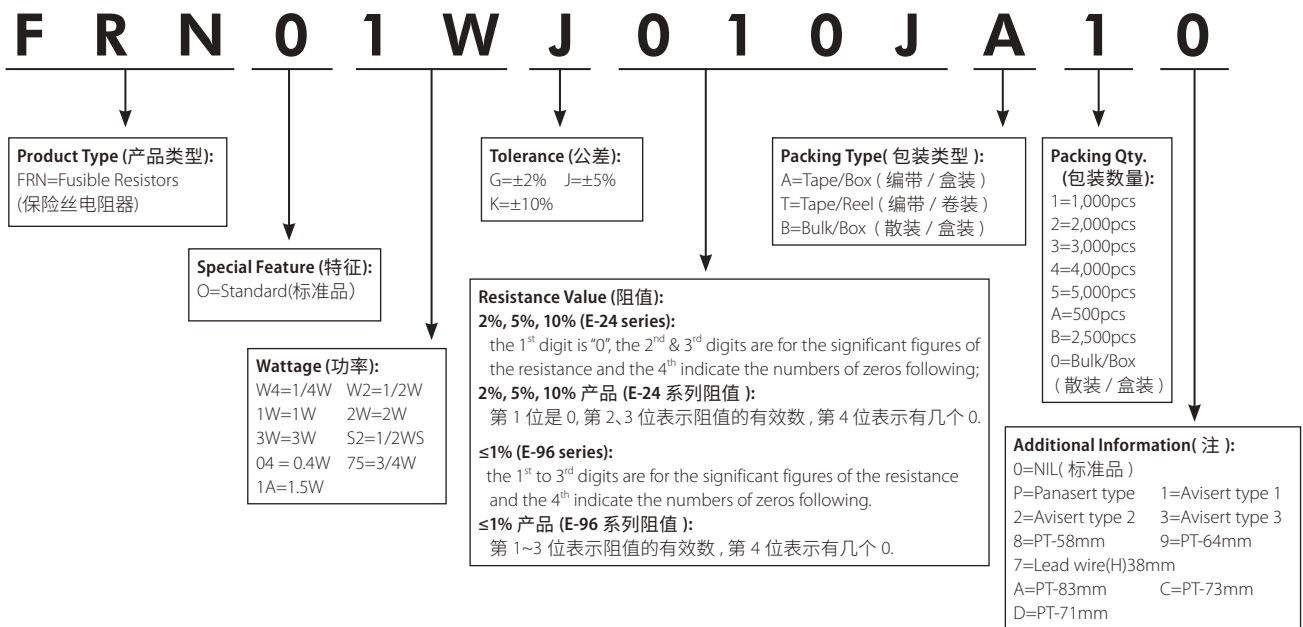 F R N 0 1 W J 0 1 0 J A 1 0
Product Type (产品类型):
FRN=Fusible Resistors
(保险丝电阻器)
Special Feature (特征):
O=Standard(标准品)
Wattage (功率):
W4=1/4W W2=1/2W
1W=1W 2W=2W
3W=3W S2=1/2WS
04 = 0.4W 75=3/4W
1A=1.5W
Tolerance (公差):
G=±2% J=±5%
K=±10%
Resistance Value (阻值):
2%, 5%, 10% (E-24 series):
the 1st digit is "0", the 2nd & 3rd digits are for the significant figures of
the resistance and the 4th indicate the numbers of zeros following;
2%, 5%, 10% 产品 (E-24 系列阻值 ):
第 1 位是 0, 第 2、3 位表示阻值的有效数 , 第 4 位表示有几个 0.
≤1% (E-96 series):
the 1st to 3rd digits are for the significant figures of the resistance
and the 4th indicate the numbers of zeros following.
≤1% 产品 (E-96 系列阻值 ):
第 1~3 位表示阻值的有效数 , 第 4 位表示有几个 0.
Packing Type( 包装类型 ):
A=Tape/Box ( 编带 / 盒装 )
T=Tape/Reel ( 编带 / 卷装 )
B=Bulk/Box ( 散装 / 盒装 )
Packing Qty.
(包装数量):
1=1,000pcs
2=2,000pcs
3=3,000pcs
4=4,000pcs
5=5,000pcs
A=500pcs
B=2,500pcs
0=Bulk/Box
( 散装 / 盒装 )
Additional Information( 注 ):
0=NIL( 标准品 )
P=Panasert type 1=Avisert type 1
2=Avisert type 2 3=Avisert type 3
8=PT-58mm 9=PT-64mm
7=Lead wire(H)38mm
A=PT-83mm C=PT-73mm
D=PT-71mm